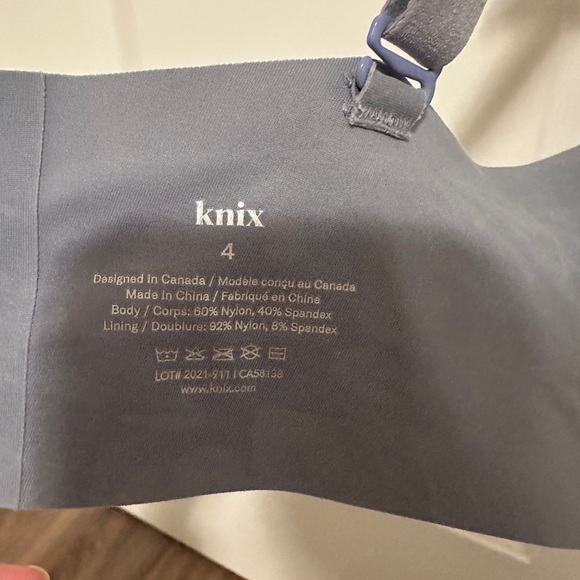 knix
4
Designed In Canada / Modèle conçu au Canada
Made in China / Fabriqué en Chine
Body / Corps: 60% Nylon, 40% Spandex
Lining / Doublure: 92% Nylon, 8% Spandex
LOT# 2021-911 | CA58138
www.knix.com